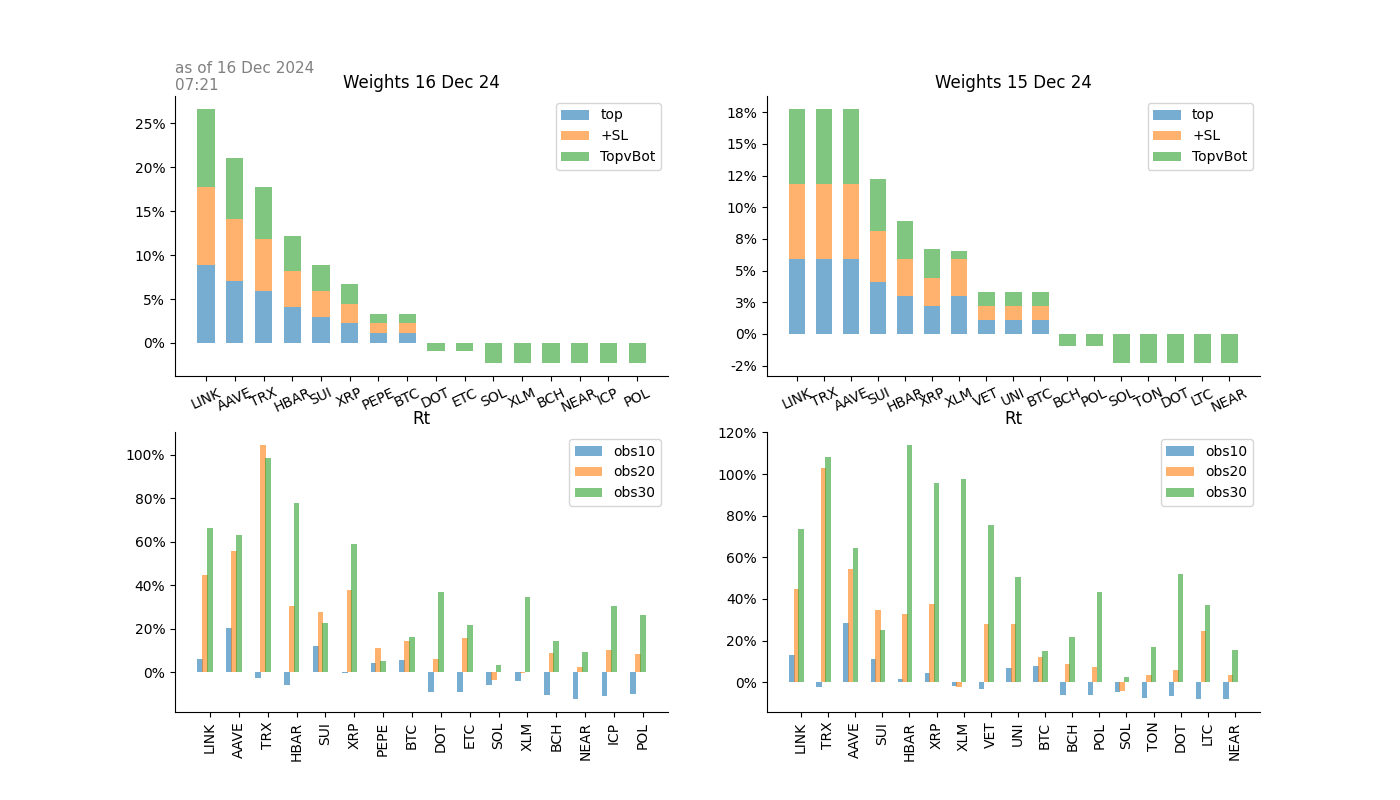 as of 16 Dec 2024
07:21
Weights 16 Dec 24
25%
20%
15%
10%
5%
0%
top
+SL
TopvBot
LINK AAVE TRX HBAR SUI XRP PEPE BTC DOT ETC SOL XLM BCH NEAR ICP POL
Weights 15 Dec 24
18%
15%
12%
10%
8%
5%
3%
0%
-2%
top
+SL
TopvBot
LINK TRX AAVE SUI HBAR XRP XLM VET UNI BTC BCH POL SOL TON DOT LTC NEAR
Rt
100%
80%
60%
40%
20%
0%
obs10
obs20
obs30
LINK AAVE TRX HBAR SUI XRP PEPE BTC DOT ETC SOL XLM BCH NEAR ICP POL
Rt
120%
100%
80%
60%
40%
20%
0%
obs10
obs20
obs30
LINK TRX AAVE SUI HBAR XRP XLM VET UNI BTC BCH POL SOL TON DOT LTC NEAR